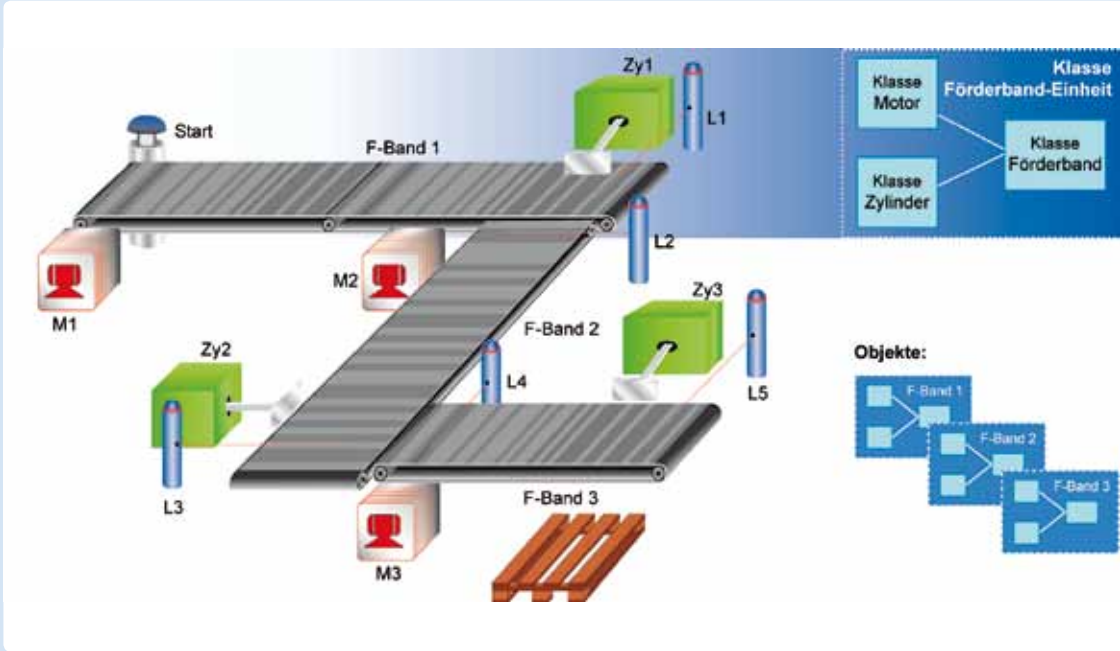 Zy1
L1
Start
F-Band 1
Klasse
Förderband-Einheit
Klasse
Motor
Klasse
Förderband
Klasse
Zylinder
L2
M2
M1
Zy3
F-Band 2
Zy2
L4
L5
Objekte:
F-Band 1
F-Band 2
F-Band 3
L3
F-Band 3
M3